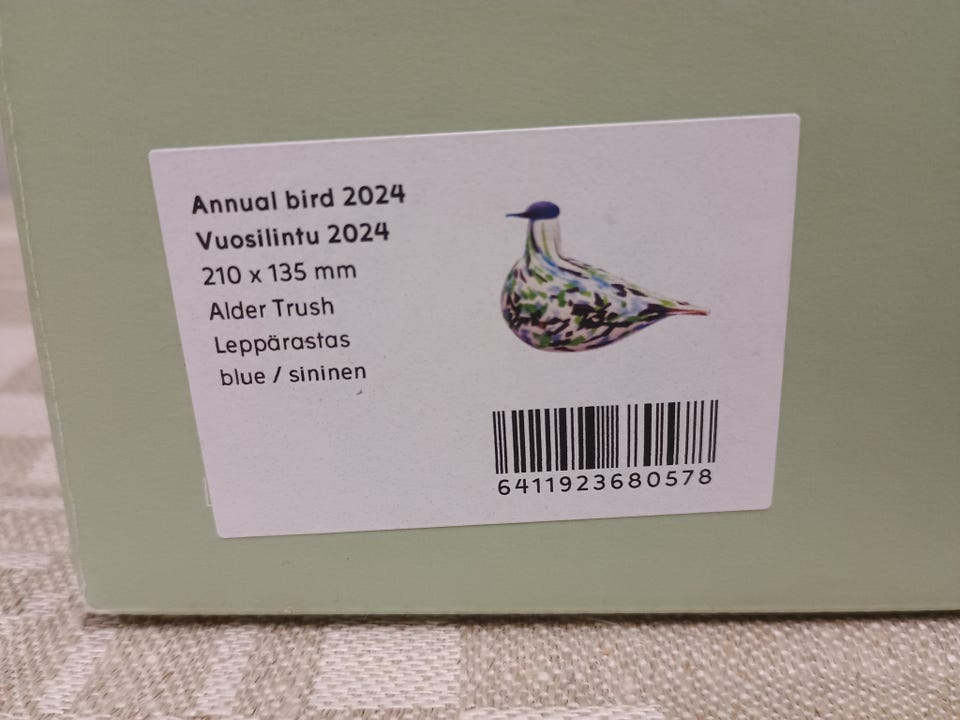 Annual bird 2024
Vuosilintu 2024
210 x 135 mm
Alder Trush
Leppärastas
blue / sininen
6411923680578